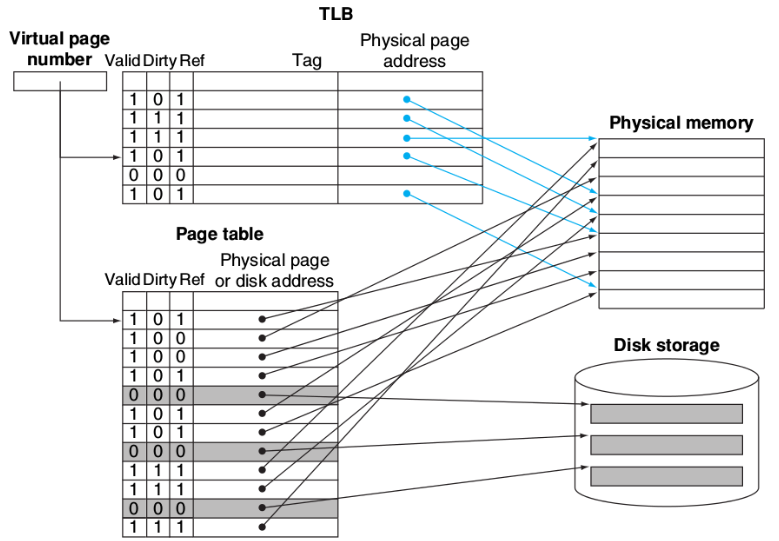 TLB
Virtual page
number
Valid Dirty Ref
Tag
Physical page
address
1 0 1
1 1 1
1 1 1
1 0 1
0 0 0
1 0 1
Physical memory
Page table
Valid Dirty Ref
Physical page
or disk address
1 0 1
1 0 0
1 0 0
1 0 1
0 0 0
1 0 1
1 0 1
0 0 0
1 1 1
1 1 1
0 0 0
1 1 1
Disk storage